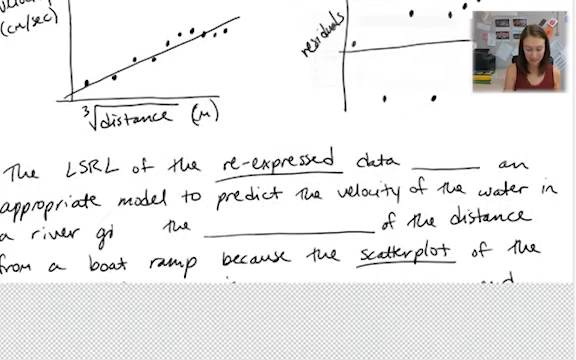 (cm/sec)
residuals
³√distance (m)
The LSRL of the re-expressed data ______ an
appropriate model to predict the velocity of the water in
a river gi the ______________ of the distance
from a boat ramp because the scatterplot of the